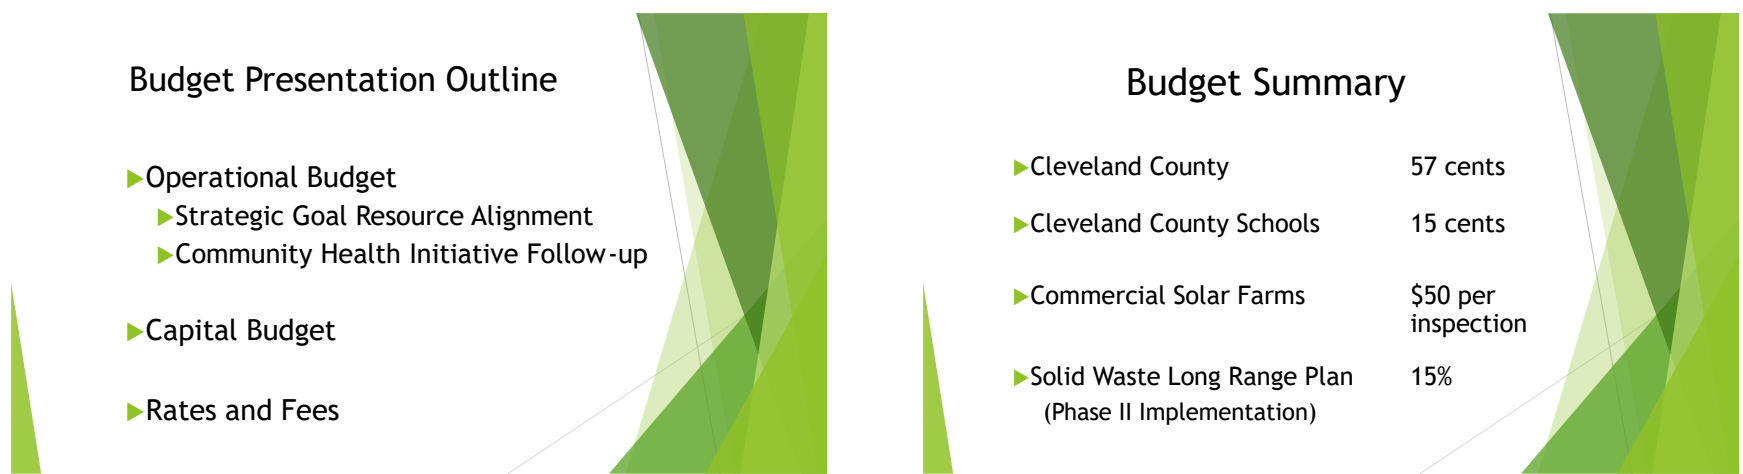 Budget Presentation Outline
▶Operational Budget
▶Strategic Goal Resource Alignment
▶Community Health Initiative Follow-up
▶Capital Budget
▶Rates and Fees
Budget Summary
▶Cleveland County 57 cents
▶Cleveland County Schools 15 cents
▶Commercial Solar Farms $50 per
inspection
▶Solid Waste Long Range Plan 15%
(Phase II Implementation)